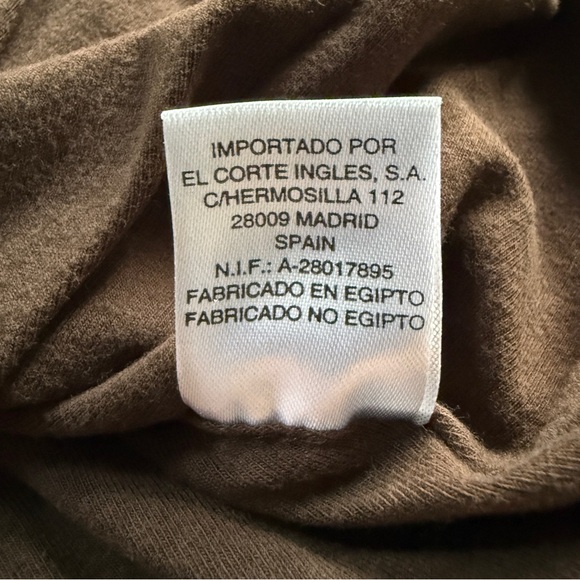 IMPORTADO POR
EL CORTE INGLES, S.A.
C/HERMOSILLA 112
28009 MADRID
SPAIN
N.I.F.: A-28017895
FABRICADO EN EGIPTO
FABRICADO NO EGIPTO